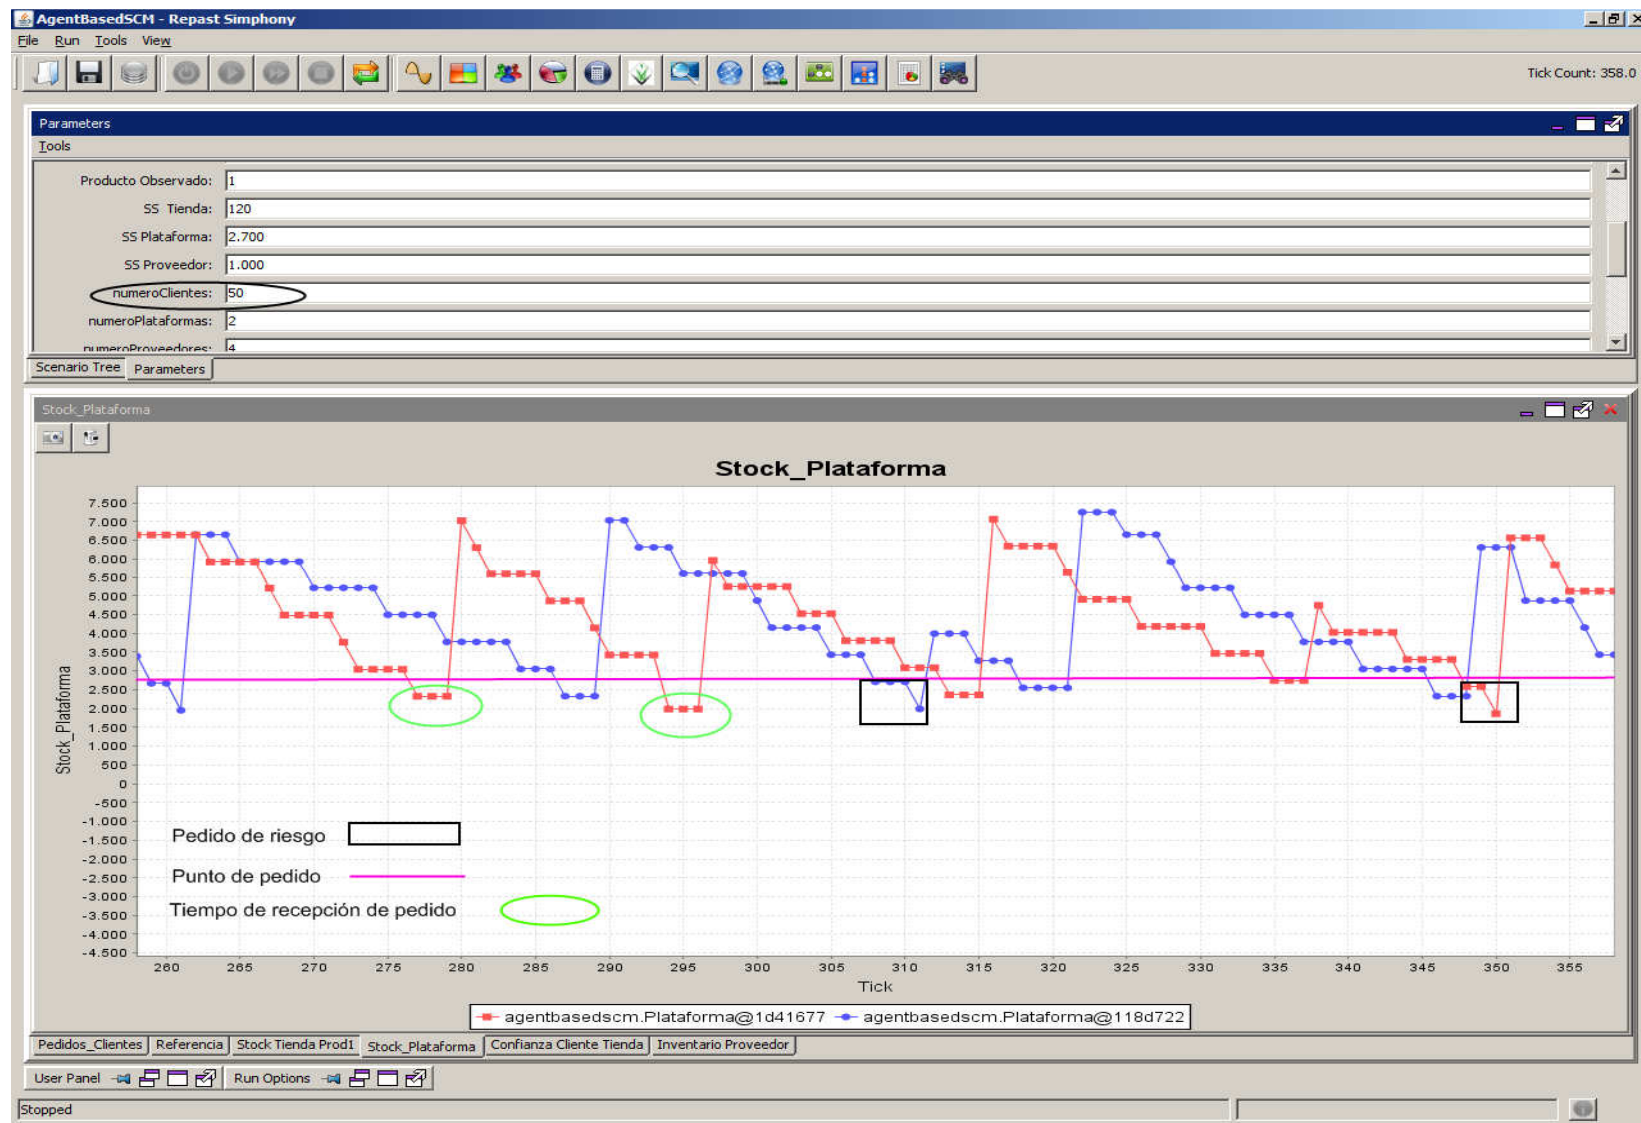 AgentBasedSCM - Repast Simphony
File Run Tools View
Tick Count: 358.0
Parameters
Tools
Producto Observado: 1
SS Tienda: 120
SS Plataforma: 2.700
SS Proveedor: 1.000
numeroClientes: 50
numeroPlataformas: 2
numeroProveedores: 4
Scenario Tree Parameters
Stock_Plataforma
Stock_Plataforma
Stock_Plataforma
7.500
7.000
6.500
6.000
5.500
5.000
4.500
4.000
3.500
3.000
2.500
2.000
1.500
1.000
500
0
-500
-1.000
-1.500
-2.000
-2.500
-3.000
-3.500
-4.000
-4.500
Pedido de riesgo
Punto de pedido
Tiempo de recepción de pedido
260 265 270 275 280 285 290 295 300 305 310 315 320 325 330 335 340 345 350 355
Tick
agentbasedscm.Plataforma@1d41677 agentbasedscm.Plataforma@118d722
Pedidos_Clientes Referencia Stock Tienda Prod1 Stock_Plataforma Confianza Cliente Tienda Inventario Proveedor
User Panel Run Options
Stopped